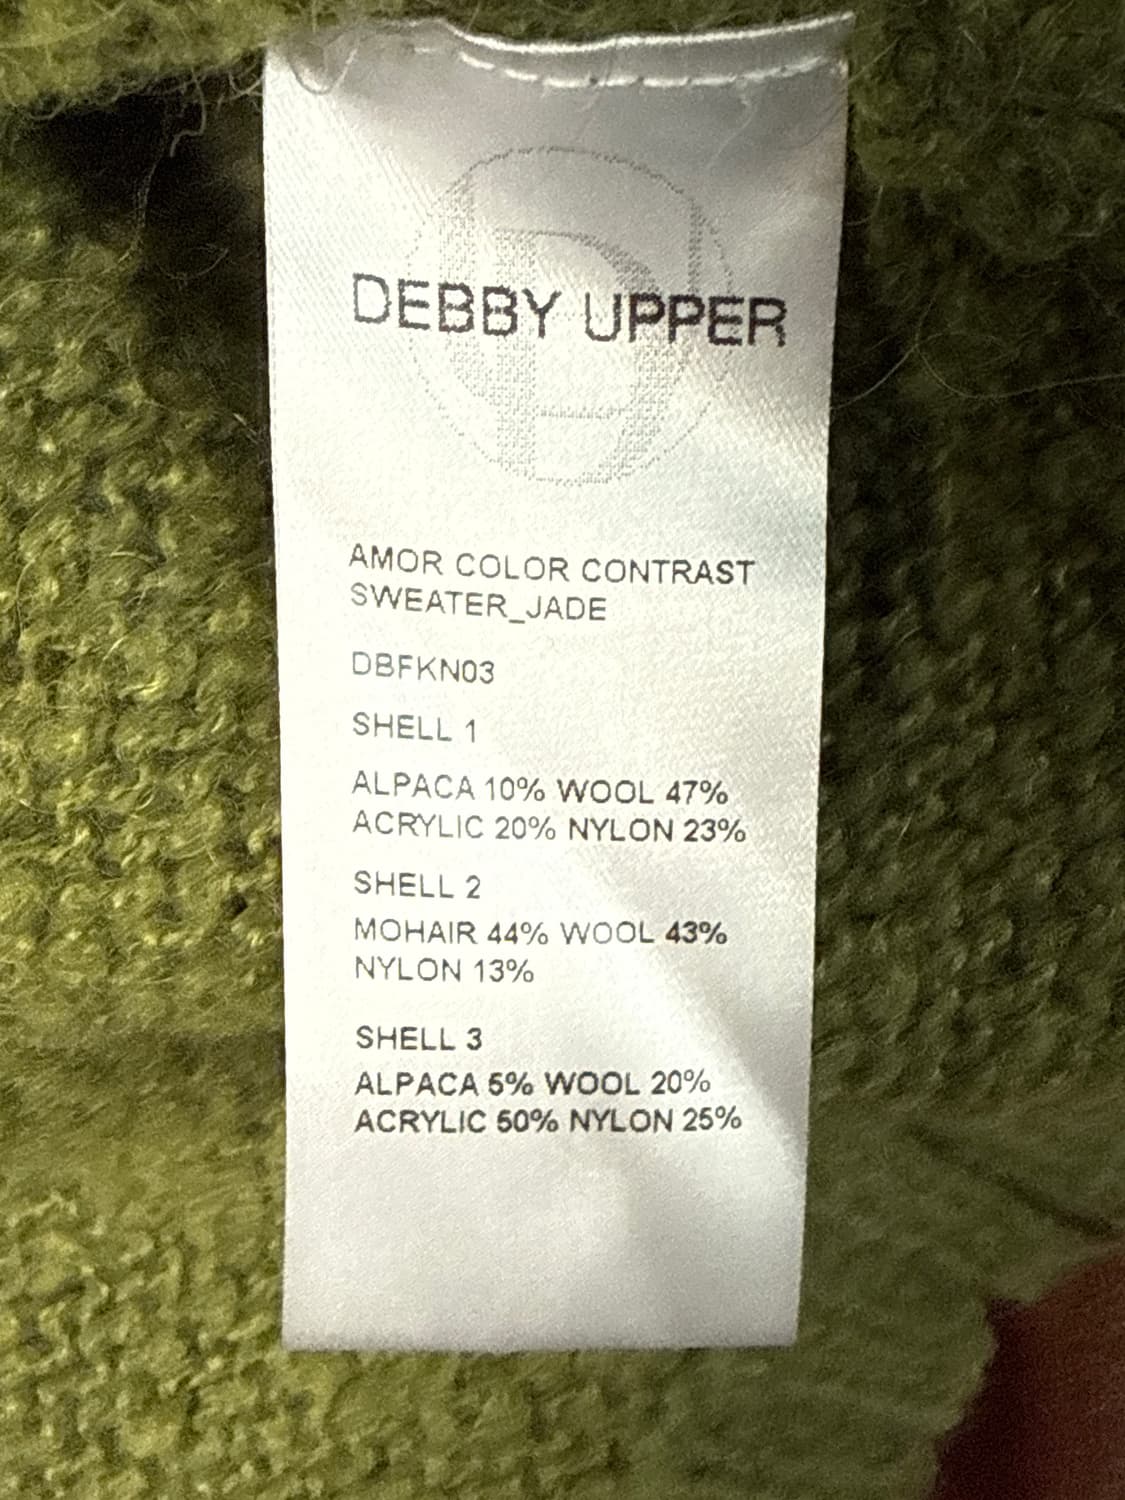 DEBBY UPPER
AMOR COLOR CONTRAST
SWEATER_JADE
DBFKN03
SHELL 1
ALPACA 10% WOOL 47%
ACRYLIC 20% NYLON 23%
SHELL 2
MOHAIR 44% WOOL 43%
NYLON 13%
SHELL 3
ALPACA 5% WOOL 20%
ACRYLIC 50% NYLON 25%